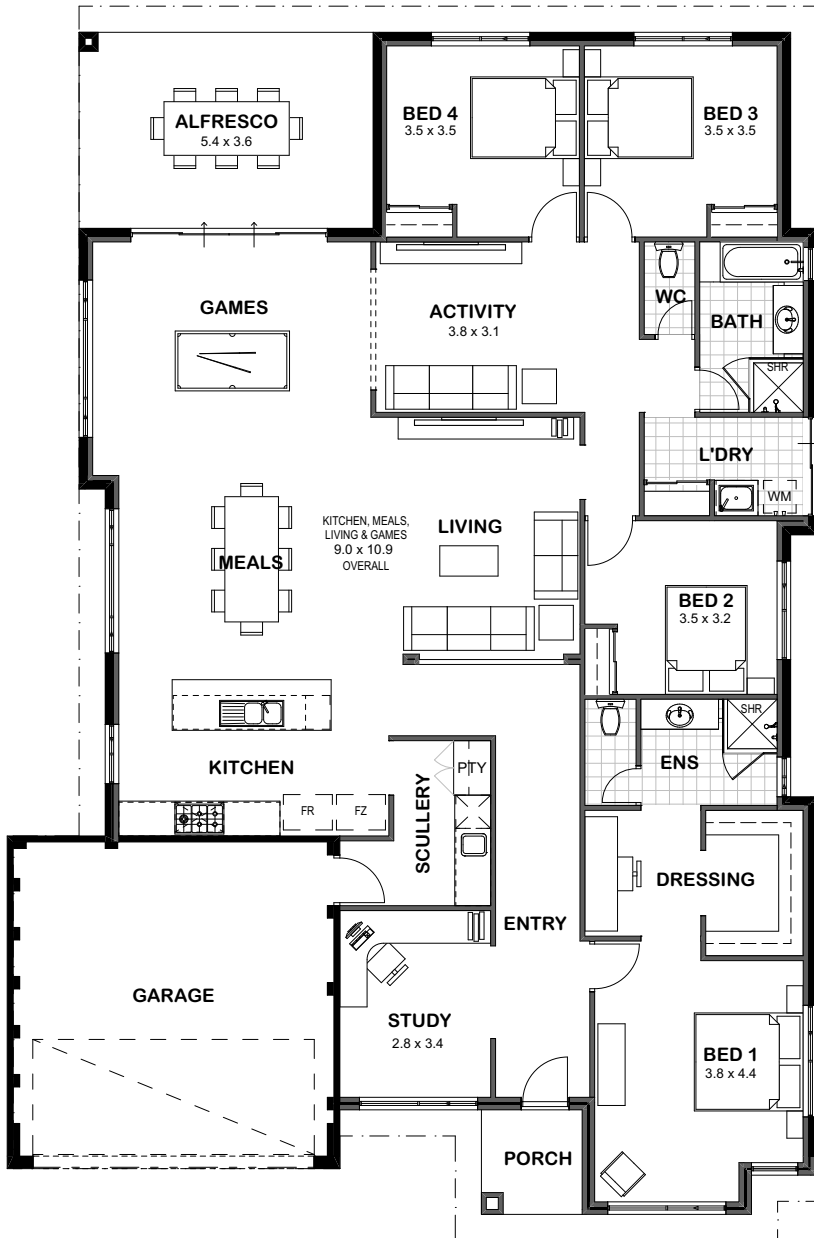 ALFRESCO
5.4 x 3.6
BED 4
3.5 x 3.5
BED 3
3.5 x 3.5
GAMES
ACTIVITY
3.8 x 3.1
WC
BATH
SHR
L'DRY
WM
MEALS
KITCHEN, MEALS,
LIVING & GAMES
9.0 x 10.9
OVERALL
LIVING
BED 2
3.5 x 3.2
KITCHEN
FR
FZ
SCULLERY
PTY
ENS
SHR
DRESSING
ENTRY
GARAGE
STUDY
2.8 x 3.4
BED 1
3.8 x 4.4
PORCH